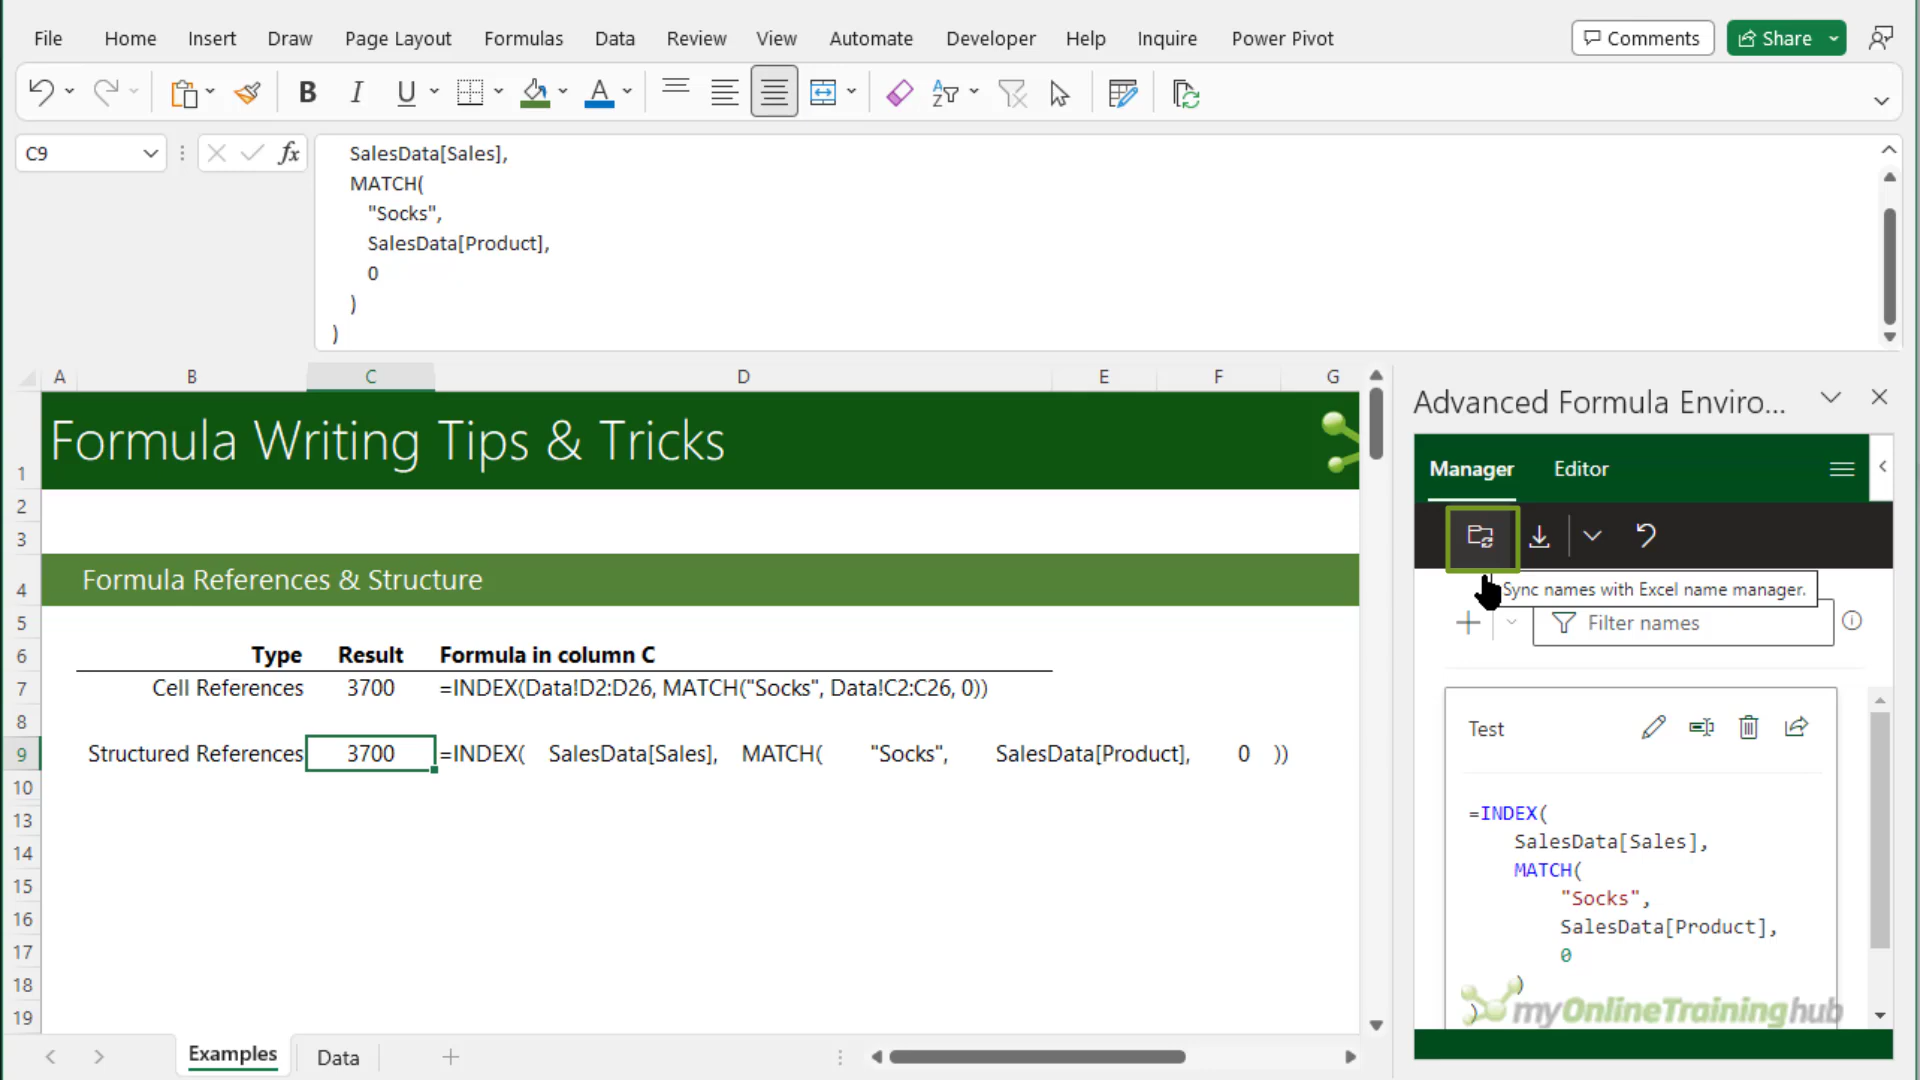 File Home Insert Draw Page Layout Formulas Data Review View Automate Developer Help Inquire Power Pivot Comments Share
B I U A
C9 fx
SalesData[Sales],
MATCH(
"Socks",
SalesData[Product],
0
)
)
A B C D E F G
1 Formula Writing Tips & Tricks
2
3
4 Formula References & Structure
5
6 Type Result Formula in column C
7 Cell References 3700 =INDEX(Data!D2:D26, MATCH("Socks", Data!C2:C26, 0))
8
9 Structured References 3700 =INDEX( SalesData[Sales], MATCH( "Socks", SalesData[Product], 0 ))
10
13
14
15
16
17
18
19
Examples Data
Advanced Formula Enviro...
Manager Editor
Sync names with Excel name manager.
Filter names
Test
=INDEX(
SalesData[Sales],
MATCH(
"Socks",
SalesData[Product],
0
)
)
myOnlineTraininghub